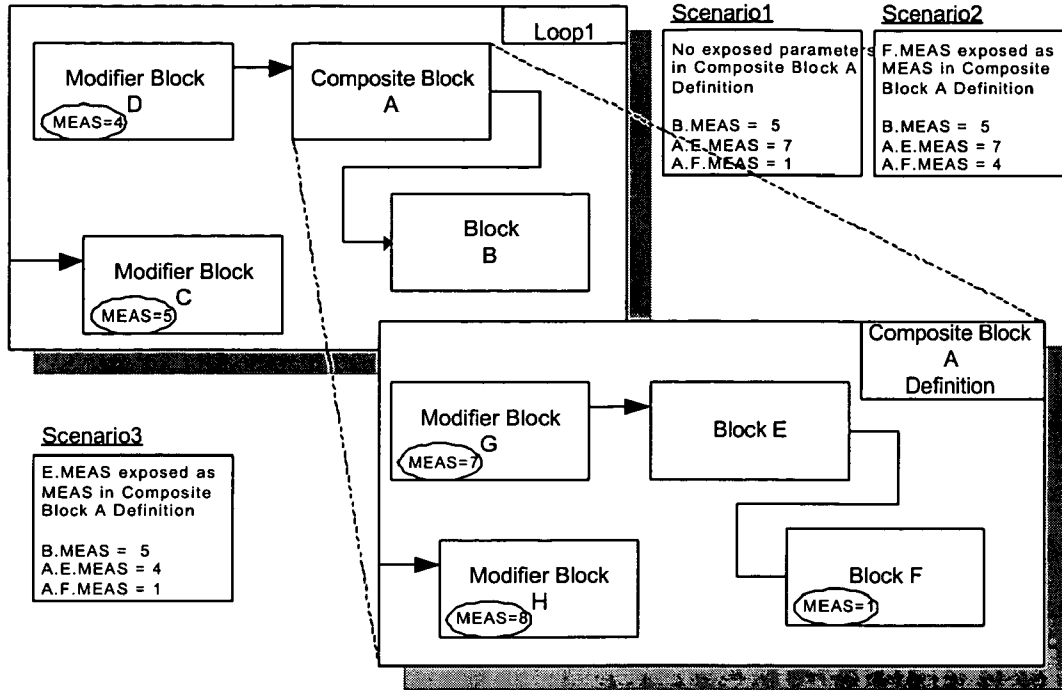 Loop1
Modifier Block
D
MEAS=4
Composite Block
A
Block
B
Modifier Block
C
MEAS=5
Scenario1
No exposed parameters
in Composite Block A
Definition
B.MEAS = 5
A.E.MEAS = 7
A.F.MEAS = 1
Scenario2
F.MEAS exposed as
MEAS in Composite
Block A Definition
B.MEAS = 5
A.E.MEAS = 7
A.F.MEAS = 4
Composite Block
A
Definition
Modifier Block
G
MEAS=7
Block E
Modifier Block
H
MEAS=8
Block F
MEAS=1
Scenario3
E.MEAS exposed as
MEAS in Composite
Block A Definition
B.MEAS = 5
A.E.MEAS = 4
A.F.MEAS = 1